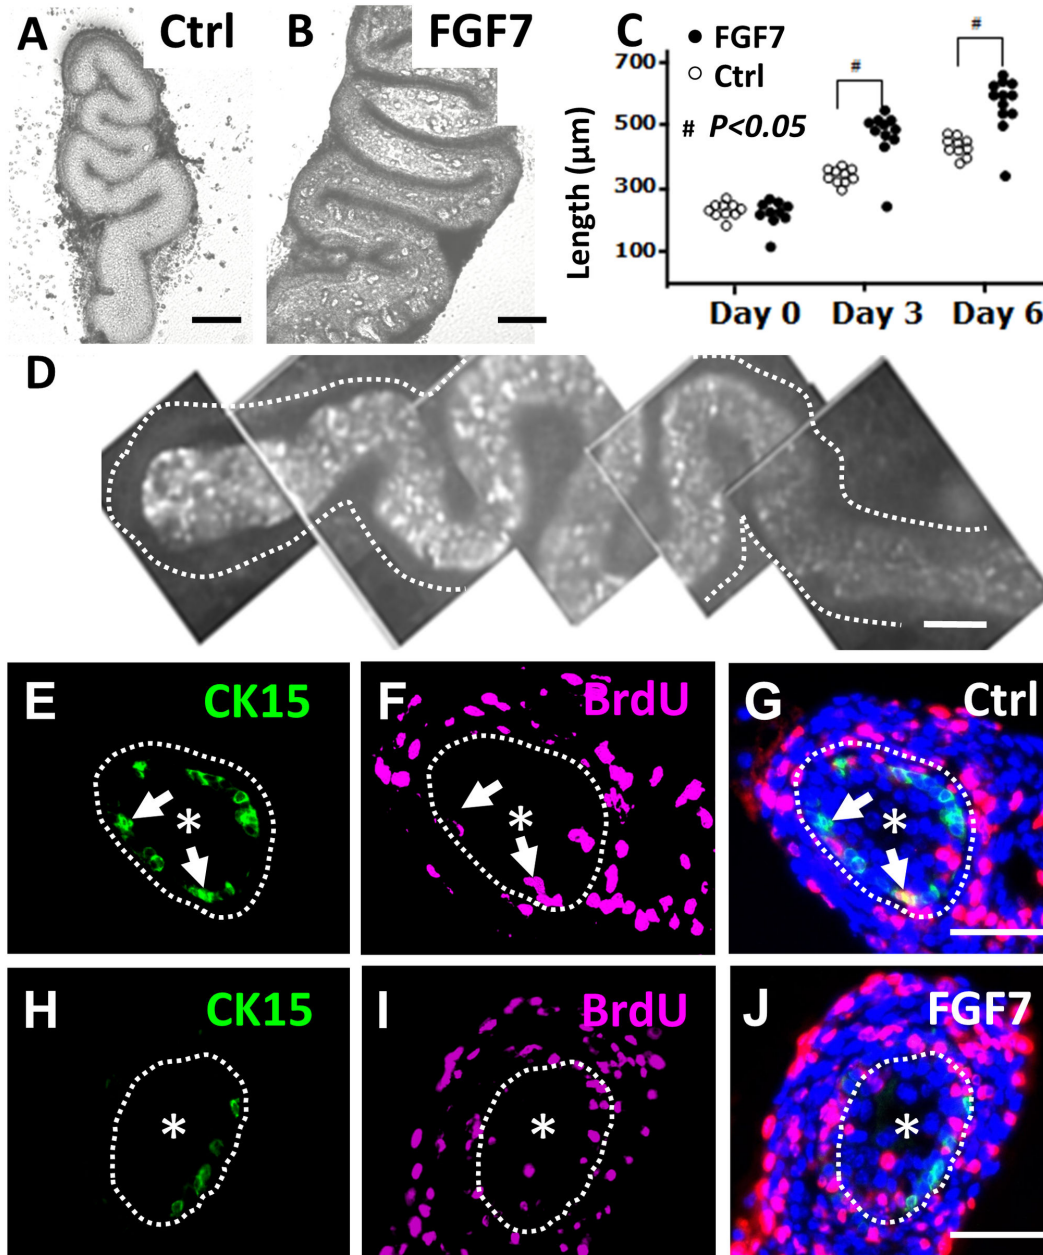 A
Ctrl
B
FGF7
C
● FGF7
○ Ctrl
# P<0.05
#
#
Length (µm)
700
500
300
100
Day 0
Day 3
Day 6
D
E
CK15
*
F
BrdU
*
G
Ctrl
*
H
CK15
*
I
BrdU
*
J
FGF7
*